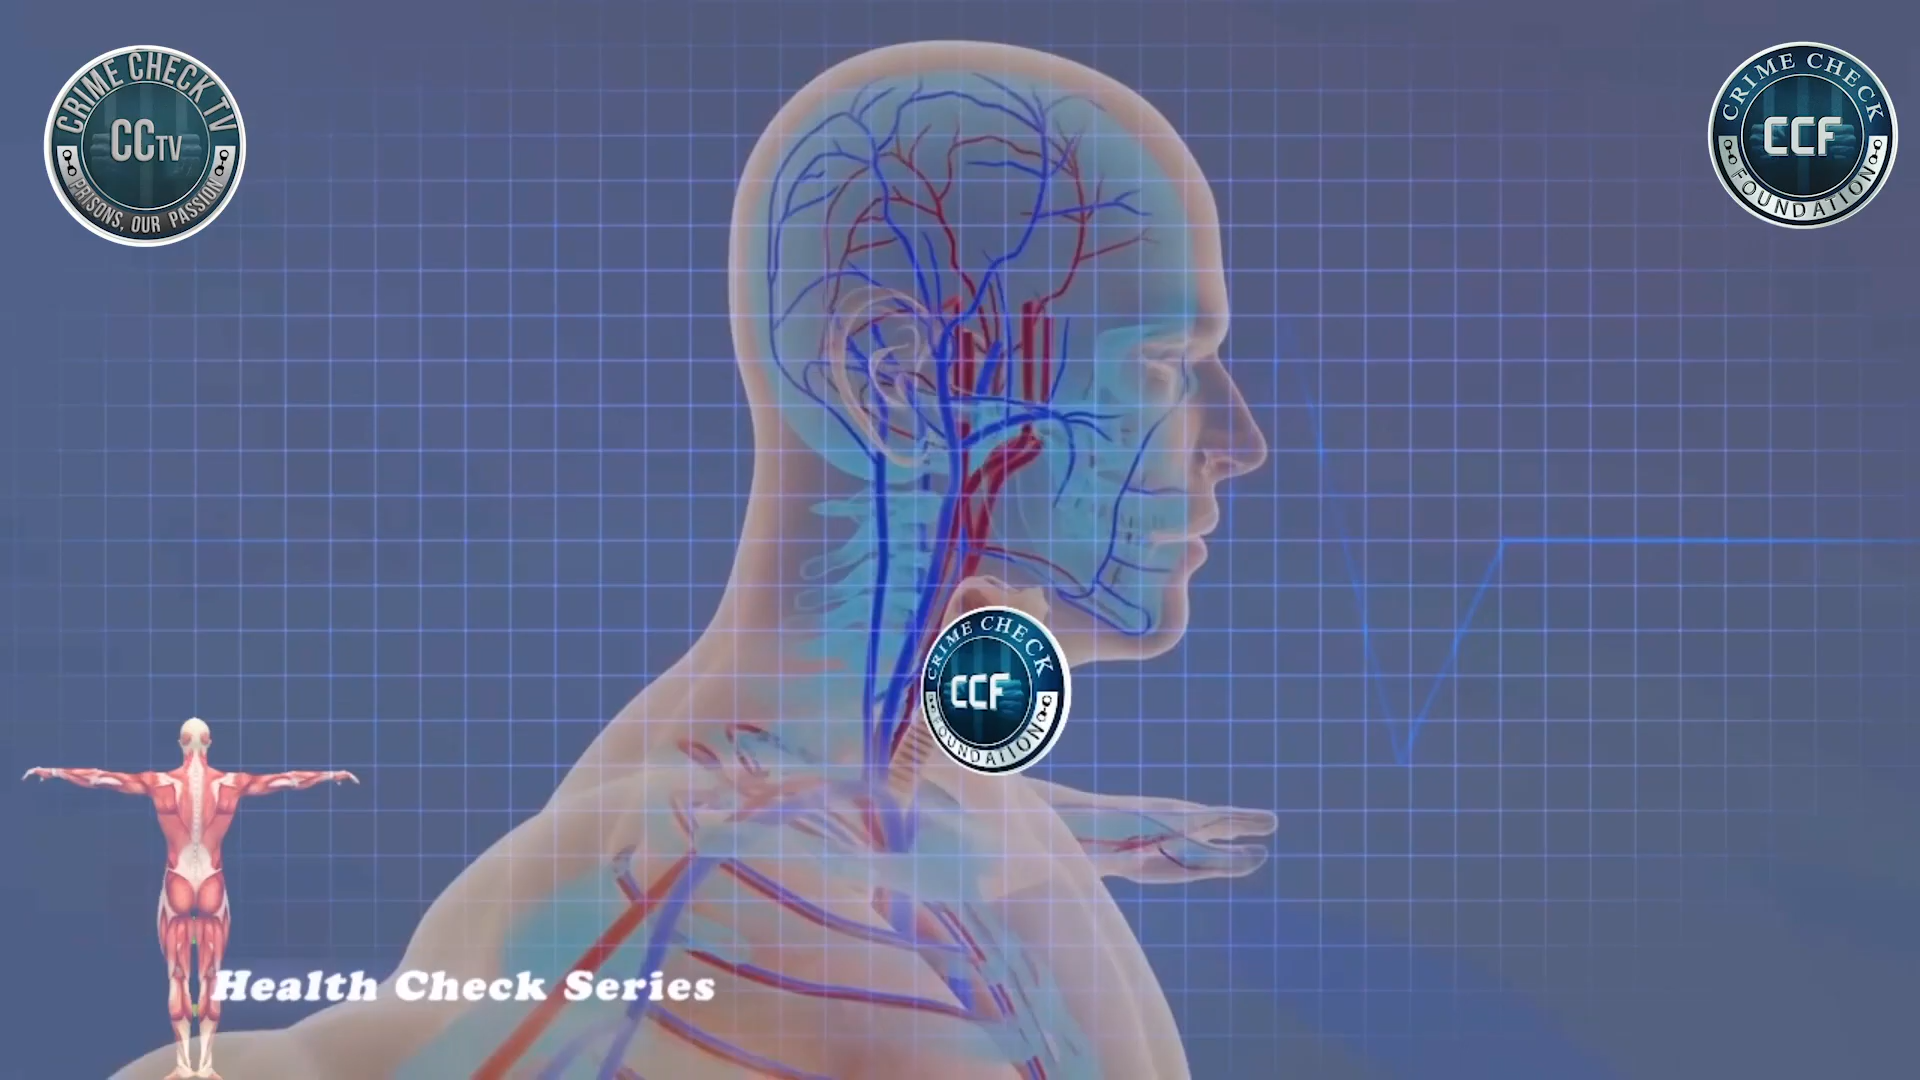 CRIME CHECK TV
CCTV
PRISONS, OUR PASSION
CRIME CHECK
CCF
FOUNDATION
CRIME CHECK
CCF
FOUNDATION
Health Check Series